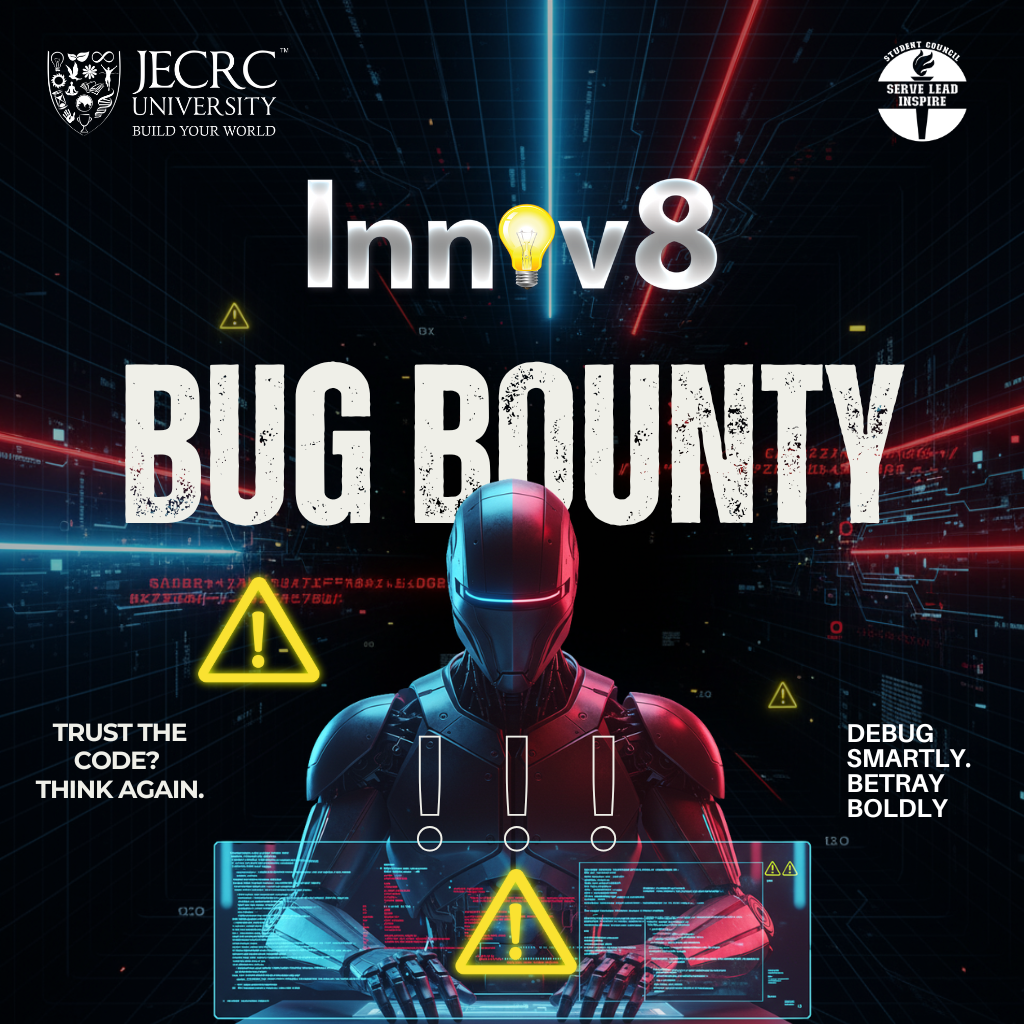 JECRC™
UNIVERSITY
BUILD YOUR WORLD
STUDENT COUNCIL
SERVE LEAD
INSPIRE
Innov8
BUG BOUNTY
TRUST THE
CODE?
THINK AGAIN.
DEBUG
SMARTLY.
BETRAY
BOLDLY
! ! !